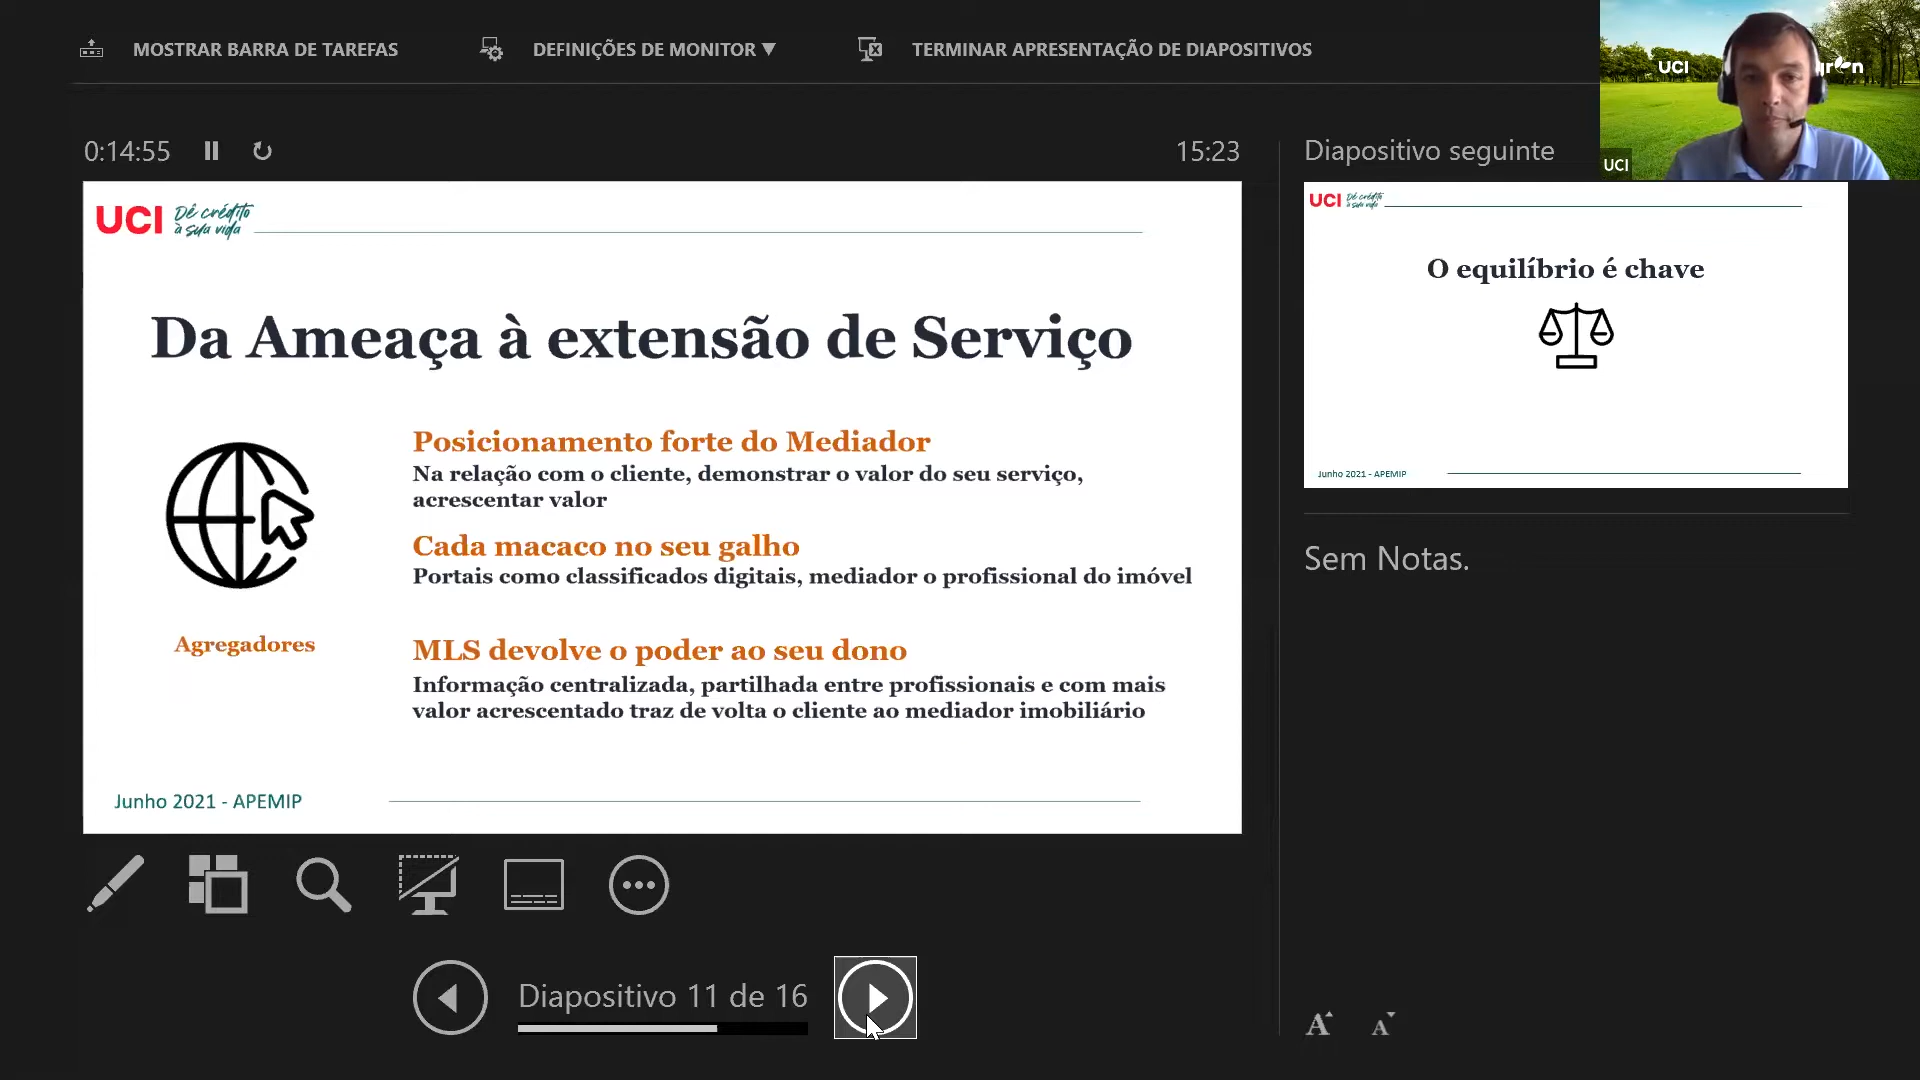 MOSTRAR BARRA DE TAREFAS
DEFINIÇÕES DE MONITOR ▼
TERMINAR APRESENTAÇÃO DE DIAPOSITIVOS
UCI
UCI
0:14:55
15:23
UCI Dê crédito
à sua vida
Da Ameaça à extensão de Serviço
Posicionamento forte do Mediador
Na relação com o cliente, demonstrar o valor do seu serviço,
acrescentar valor
Cada macaco no seu galho
Portais como classificados digitais, mediador o profissional do imóvel
Agregadores
MLS devolve o poder ao seu dono
Informação centralizada, partilhada entre profissionais e com mais
valor acrescentado traz de volta o cliente ao mediador imobiliário
Junho 2021 - APEMIP
Diapositivo 11 de 16
Diapositivo seguinte
UCI Dê crédito
à sua vida
O equilíbrio é chave
Junho 2021 - APEMIP
Sem Notas.
A A